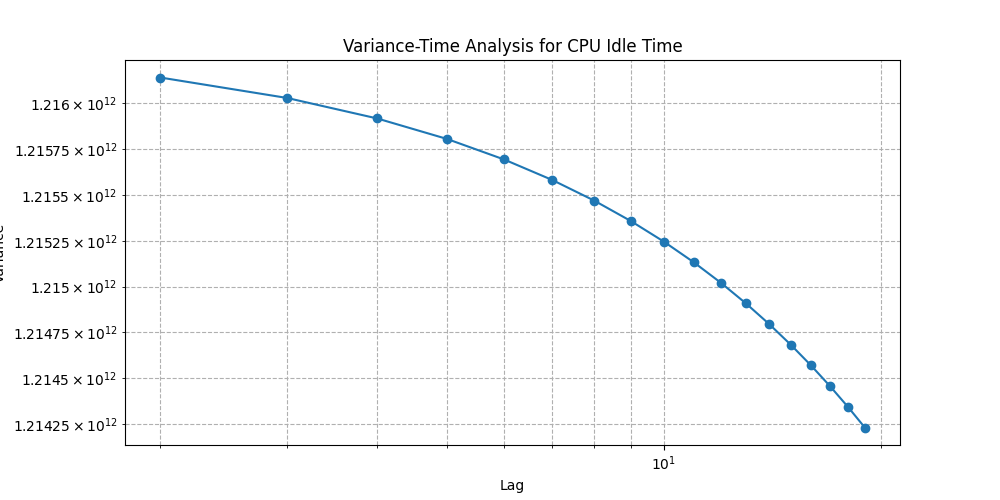 Variance-Time Analysis for CPU Idle Time
1.216 × 10¹²
1.21575 × 10¹²
1.2155 × 10¹²
1.21525 × 10¹²
1.215 × 10¹²
1.21475 × 10¹²
1.2145 × 10¹²
1.21425 × 10¹²
Variance
10¹
Lag